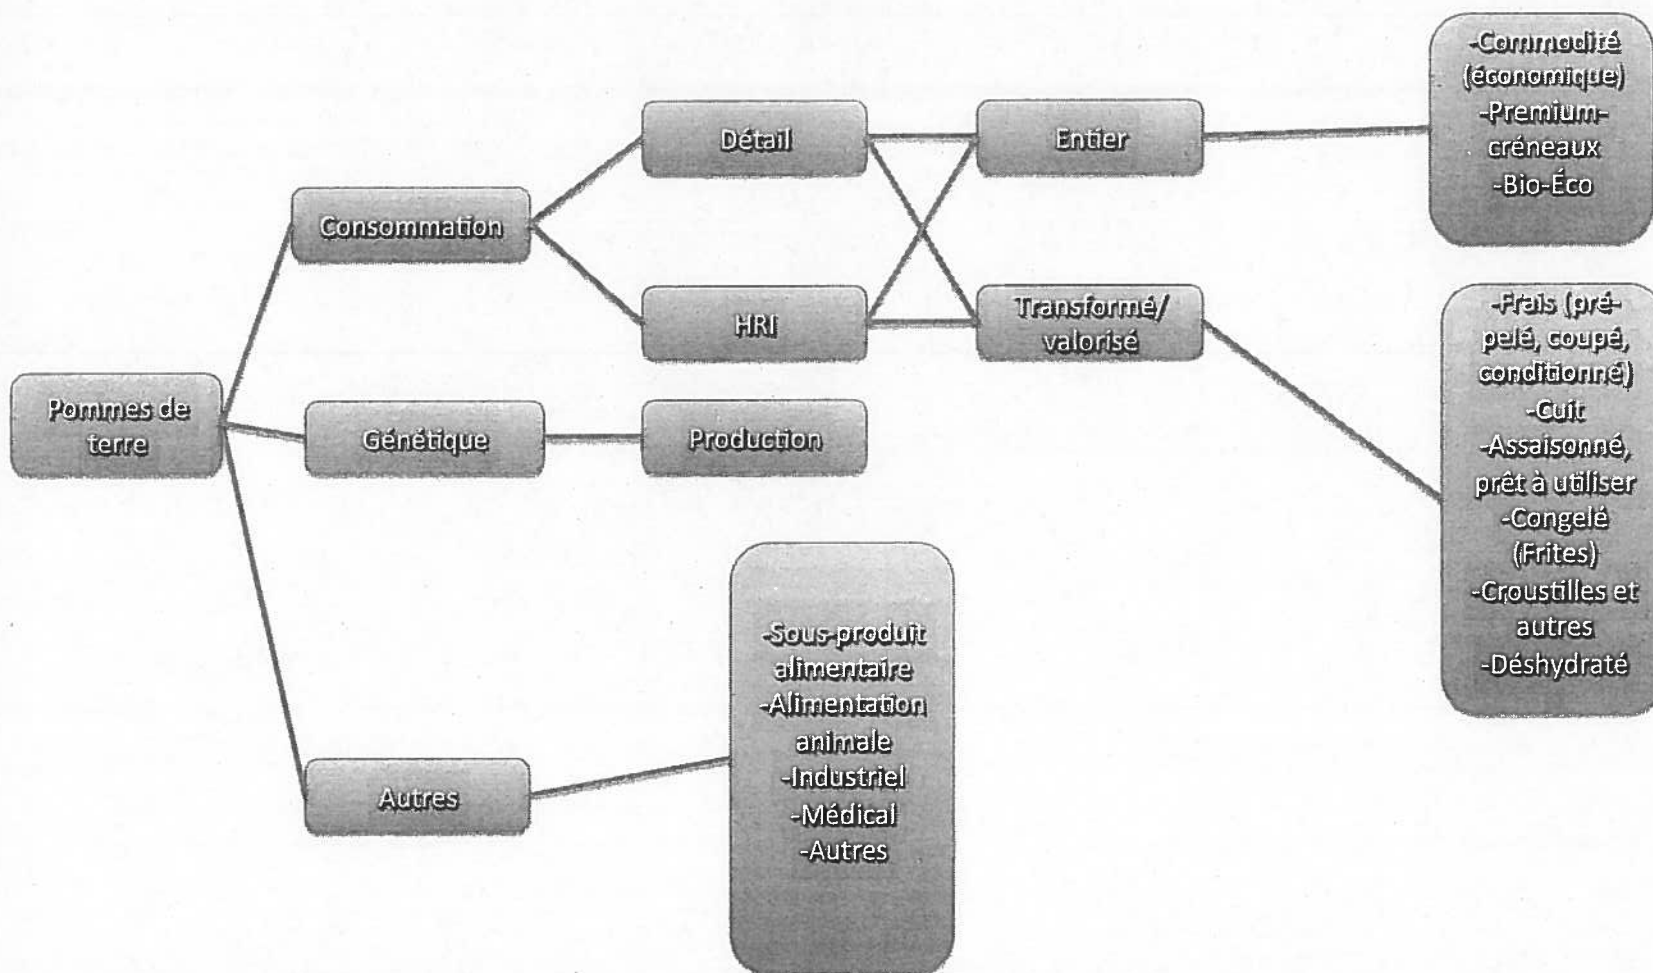 Pommes de
terre
Consommation
Génétique
Autres
Détail
HRI
Production
-Sous-produit
alimentaire
-Alimentation
animale
-Industriel
-Médical
-Autres
Entier
Transformé/
valorisé
-Commodité
(économique)
-Premium-
créneaux
-Bio-Éco
-Frais (pré-
pelé, coupé,
conditionné)
-Cuit
-Assaisonné,
prêt à utiliser
-Congelé
(Frites)
-Croustilles et
autres
-Déshydraté